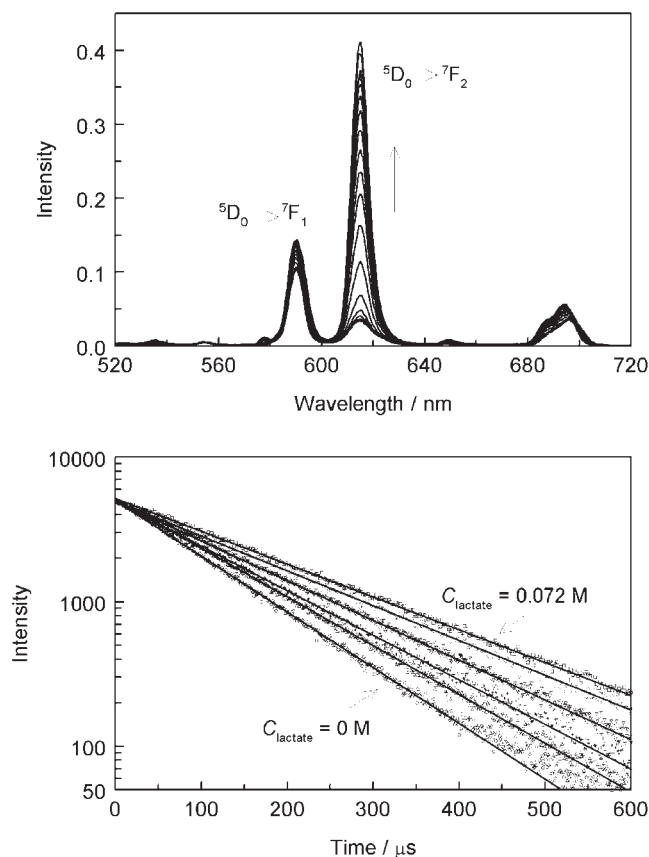 0.4
⁵D₀ > ⁷F₂
0.3
⁵D₀ > ⁷F₁
0.2
0.1
0.0
Intensity
520 560 600 640 680 720
Wavelength / nm
10000
C lactate = 0.072 M
1000
Intensity
C lactate = 0 M
100
50
0 100 200 300 400 500 600
Time / μs